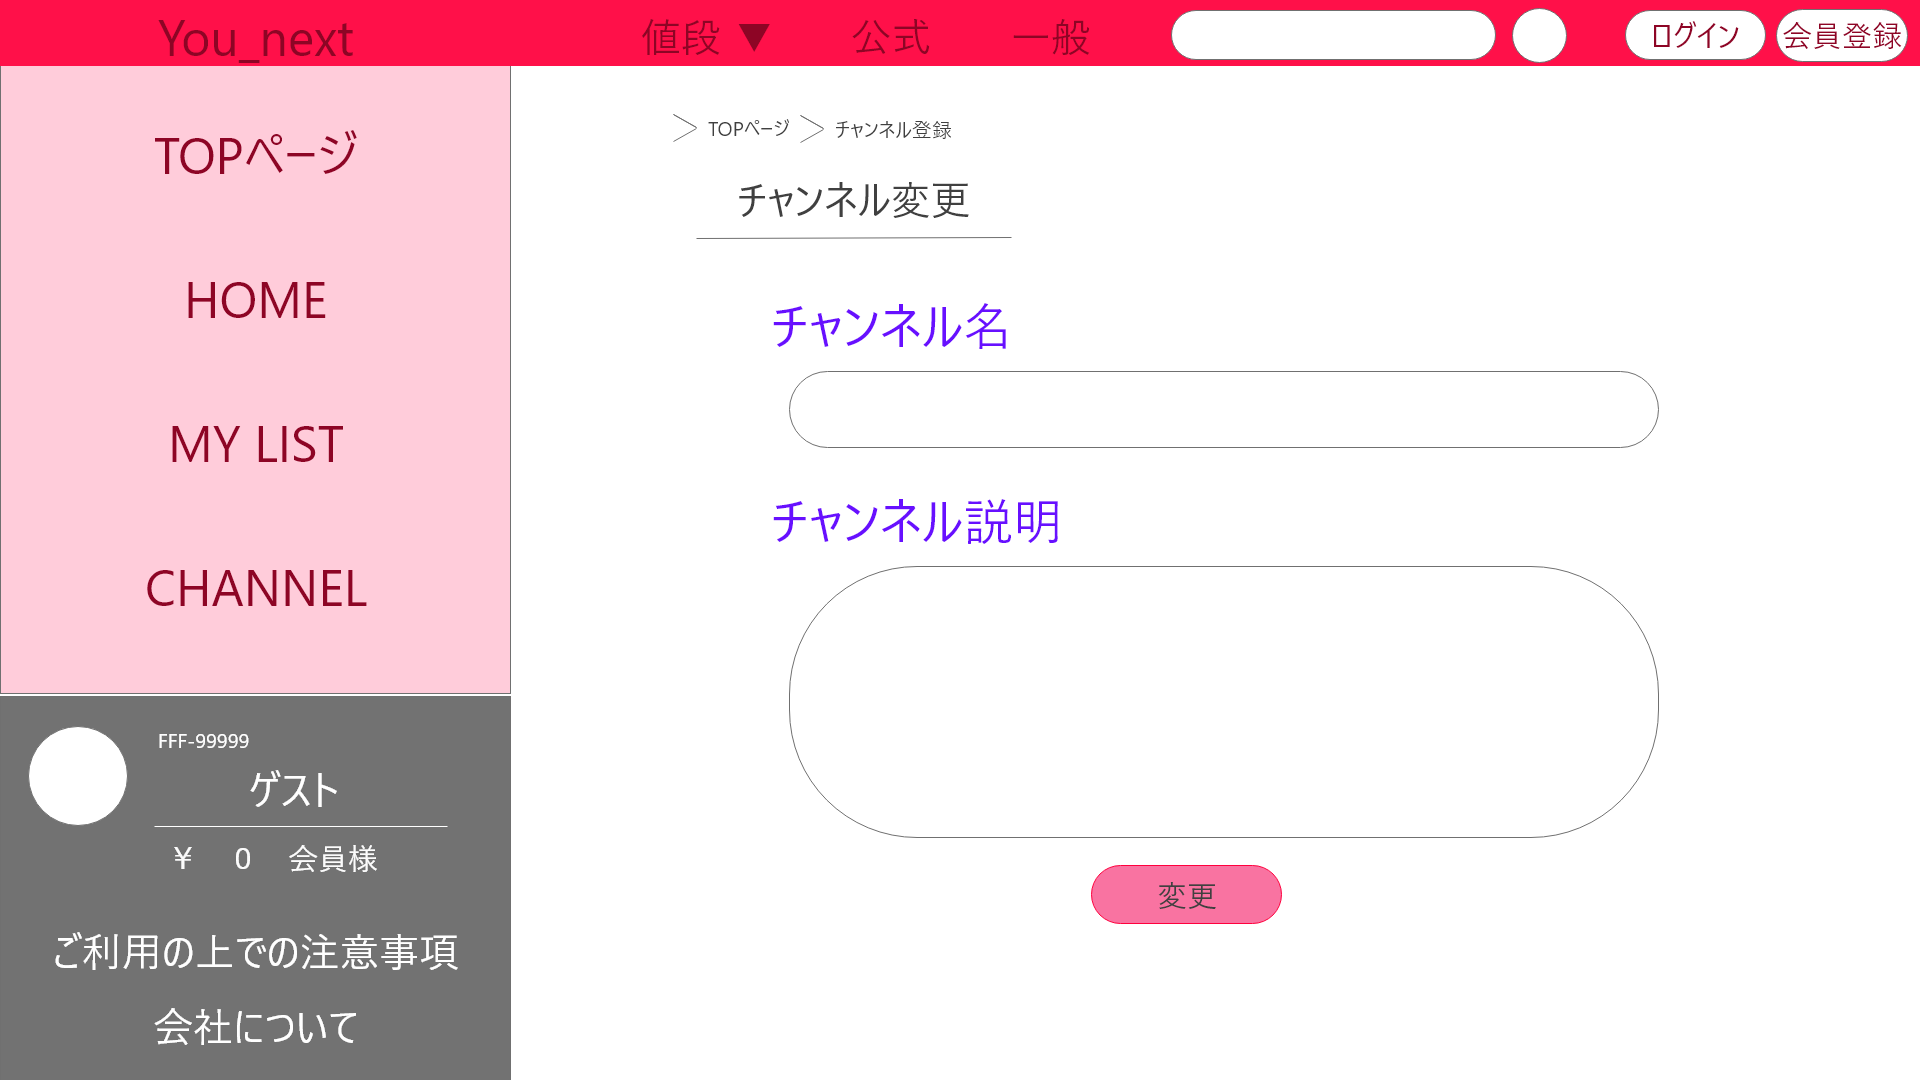 You_next
値段 ▼
公式
一般
ログイン
会員登録
TOPページ
HOME
MY LIST
CHANNEL
FFF-99999
ゲスト
¥ 0 会員様
ご利用の上での注意事項
会社について
＞ TOPページ ＞ チャンネル登録
チャンネル変更
チャンネル名
チャンネル説明
変更